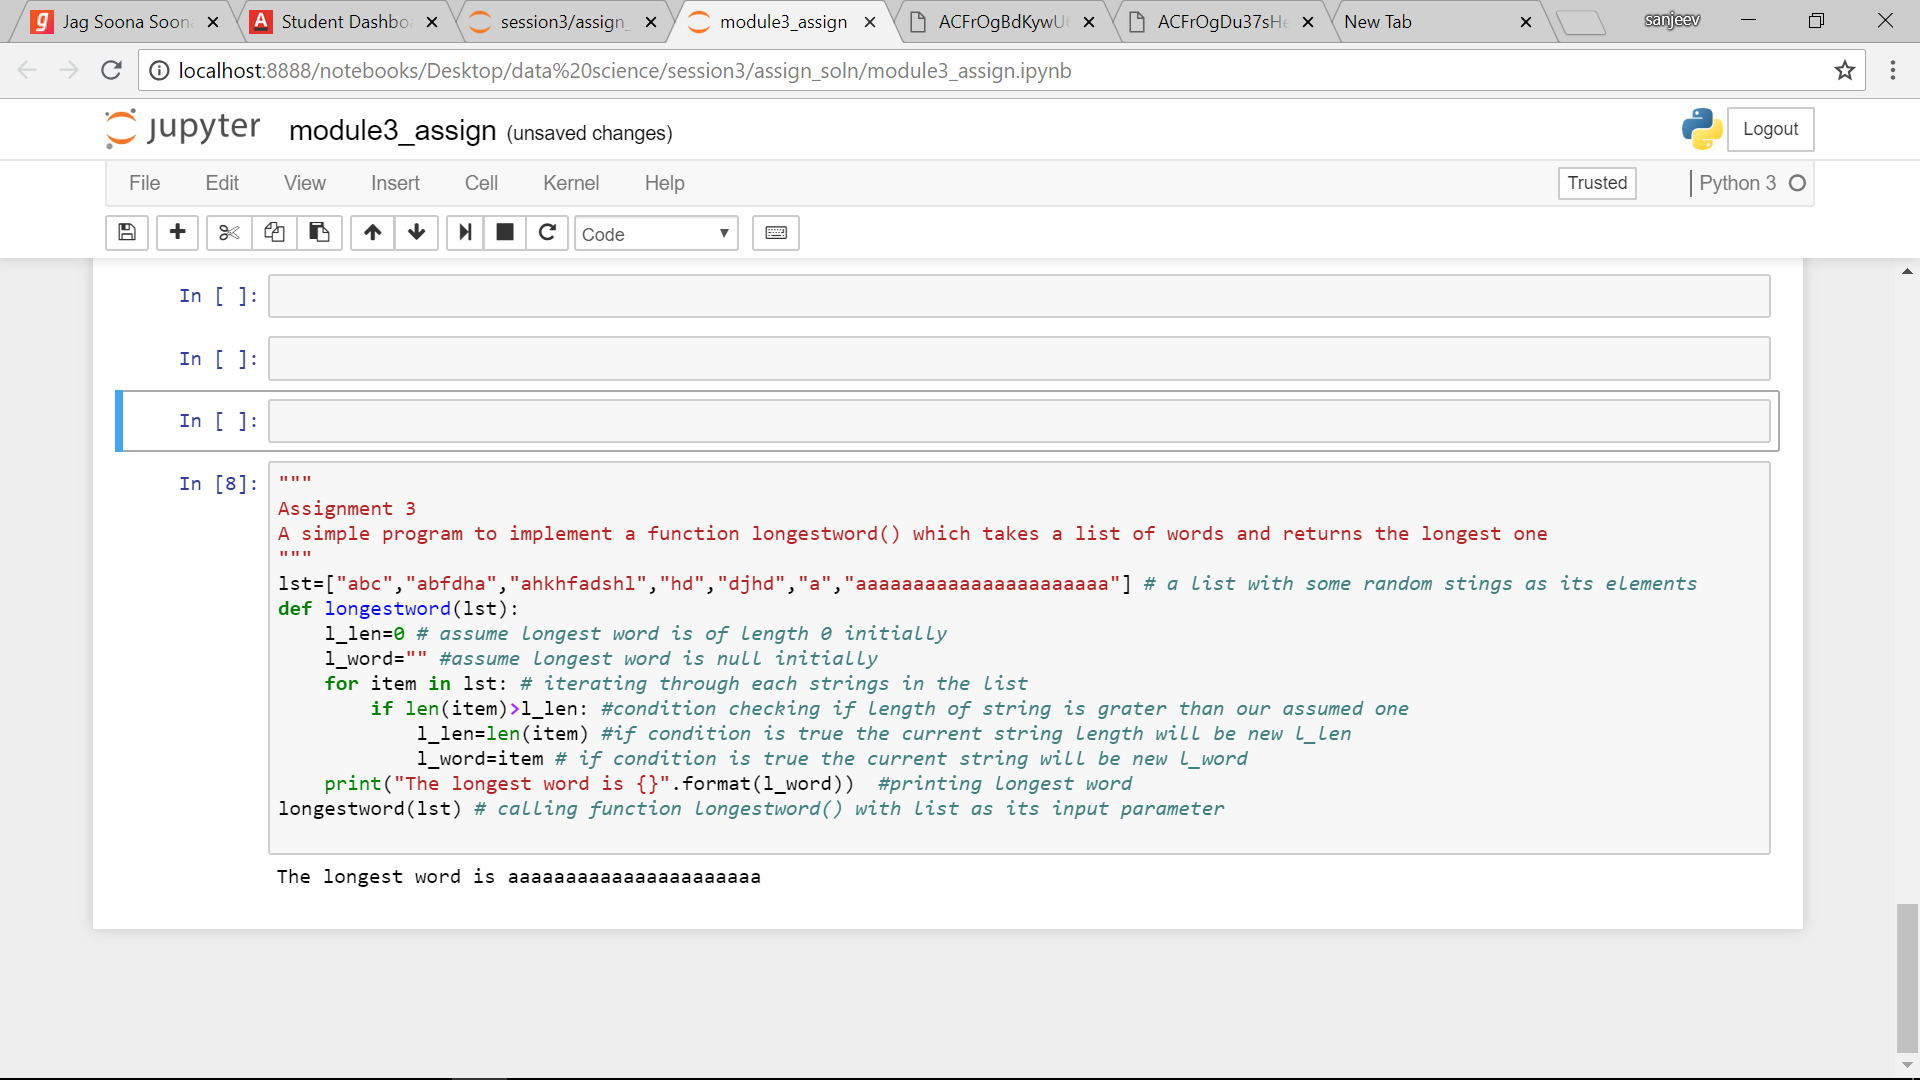 Jag Soona Soon
Student Dashbo
session3/assign_
module3_assign
ACFrOgBdKywU
ACFrOgDu37sHe
New Tab
sanjeev
localhost:8888/notebooks/Desktop/data%20science/session3/assign_soln/module3_assign.ipynb
jupyter module3_assign (unsaved changes)
Logout
File Edit View Insert Cell Kernel Help
Trusted
Python 3
Code
In [ ]:
In [ ]:
In [ ]:
In [8]: """
Assignment 3
A simple program to implement a function longestword() which takes a list of words and returns the longest one
"""
lst=["abc","abfdha","ahkhfadshl","hd","djhd","a","aaaaaaaaaaaaaaaaaaaaaa"] # a list with some random stings as its elements
def longestword(lst):
    l_len=0 # assume longest word is of length 0 initially
    l_word="" #assume longest word is null initially
    for item in lst: # iterating through each strings in the list
        if len(item)>l_len: #condition checking if length of string is grater than our assumed one
            l_len=len(item) #if condition is true the current string length will be new l_len
            l_word=item # if condition is true the current string will be new l_word
    print("The longest word is {}".format(l_word))  #printing longest word
longestword(lst) # calling function longestword() with list as its input parameter
The longest word is aaaaaaaaaaaaaaaaaaaaaa